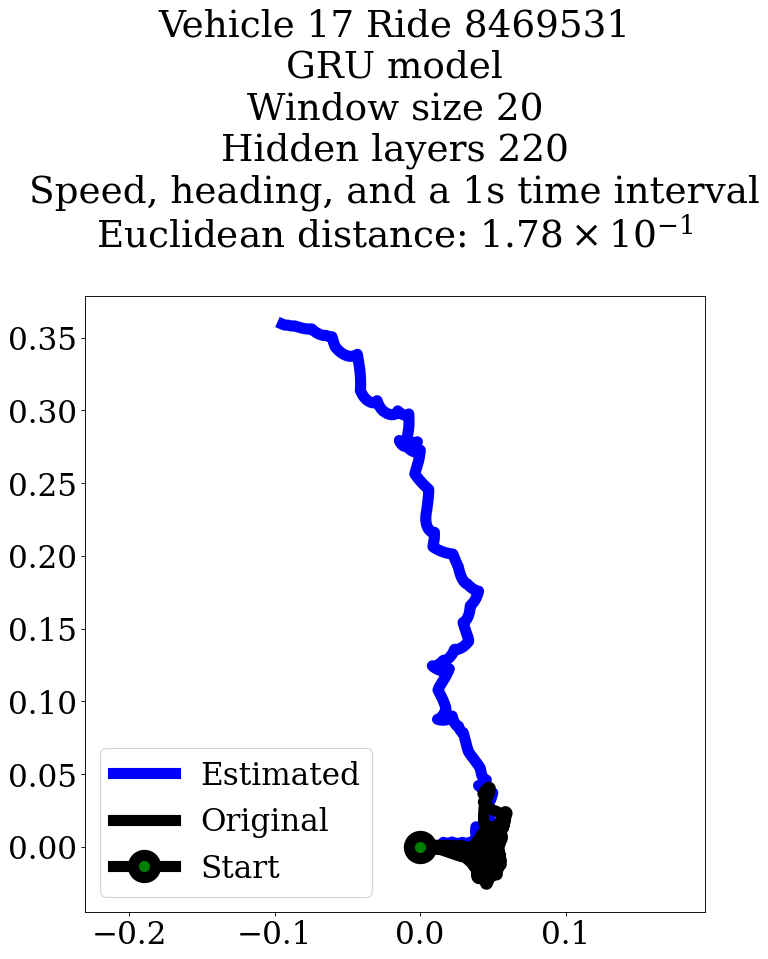 Vehicle 17 Ride 8469531
GRU model
Window size 20
Hidden layers 220
Speed, heading, and a 1s time interval
Euclidean distance: 1.78 × 10⁻¹
0.35
0.30
0.25
0.20
0.15
0.10
0.05
0.00
Estimated
Original
Start
−0.2
−0.1
0.0
0.1